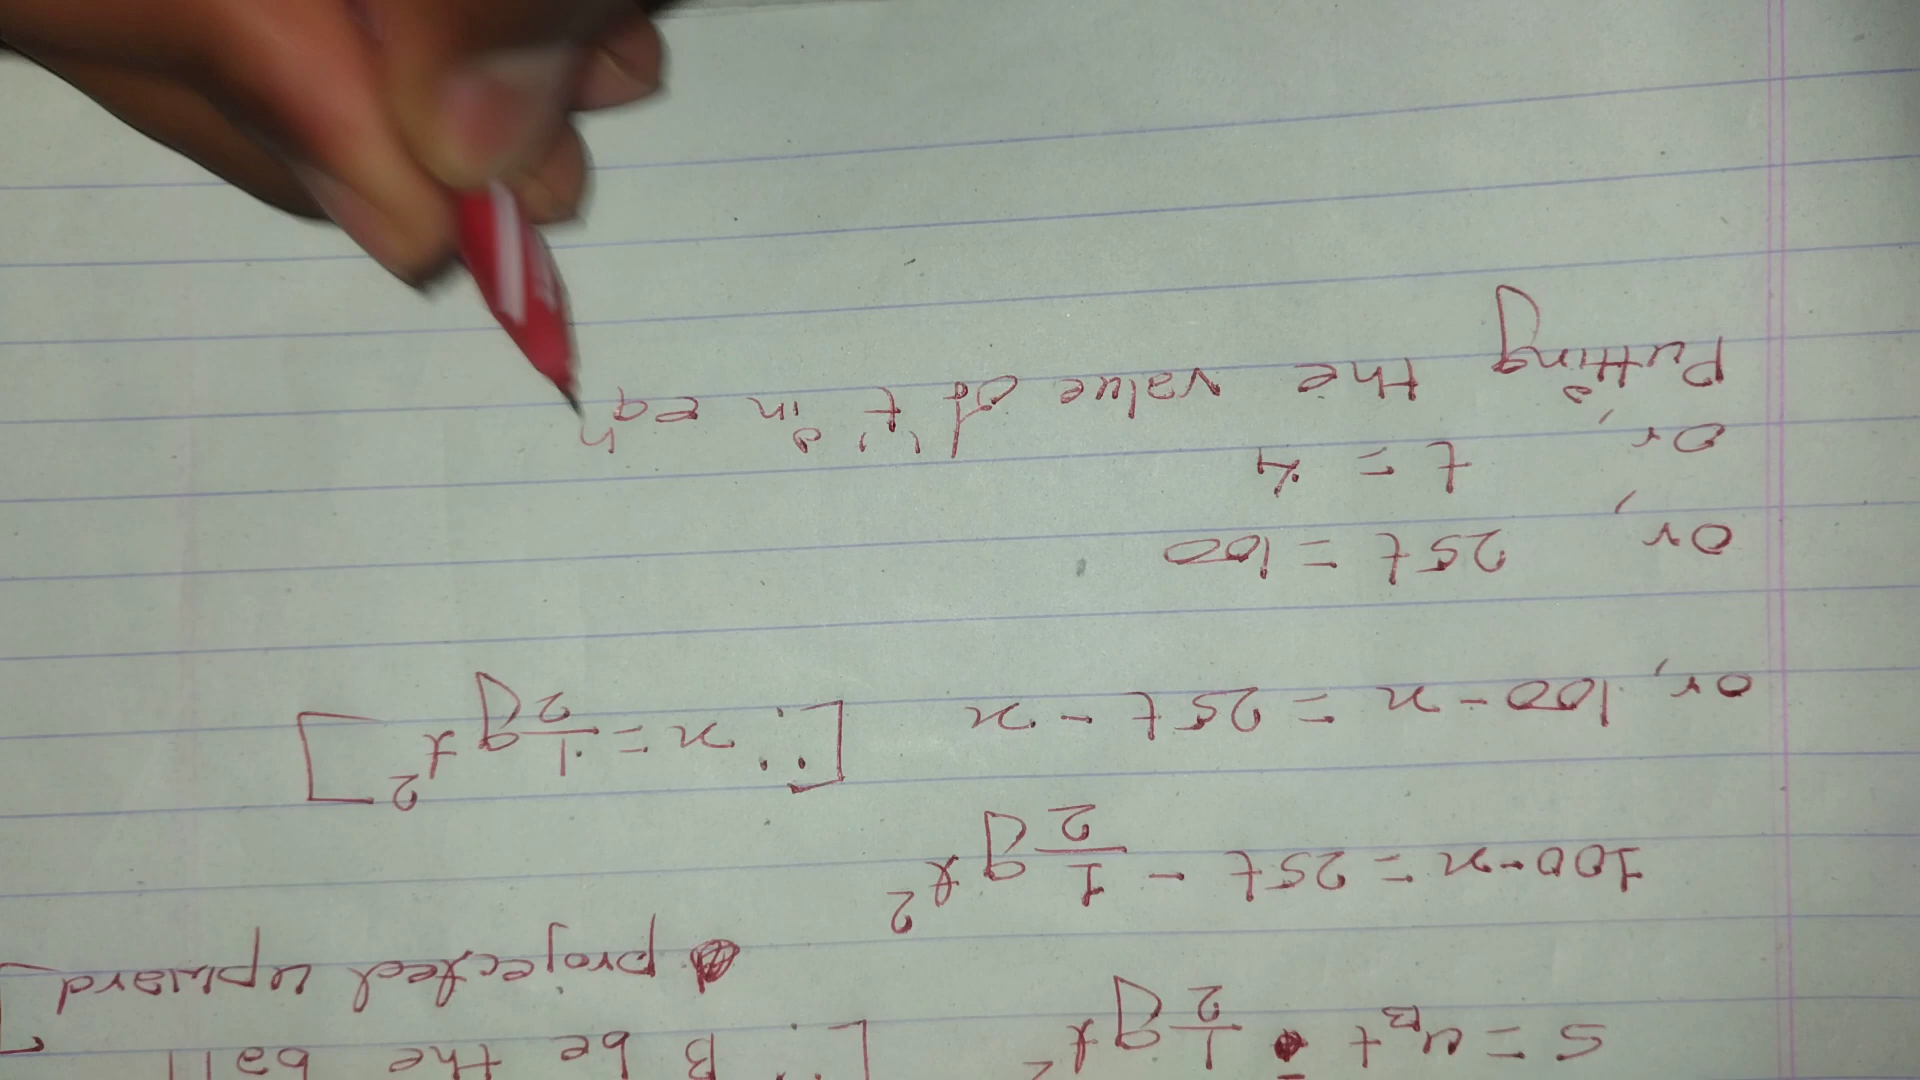 S = u_B t - 1/2 g t² [∵ B be the ball
projected upward]
100-x = 25t - 1/2 g t²
or, 100-x = 25t - x [∵ x = 1/2 g t²]
or, 25t = 100
or, t = 4
Putting the value of 't' in eqn